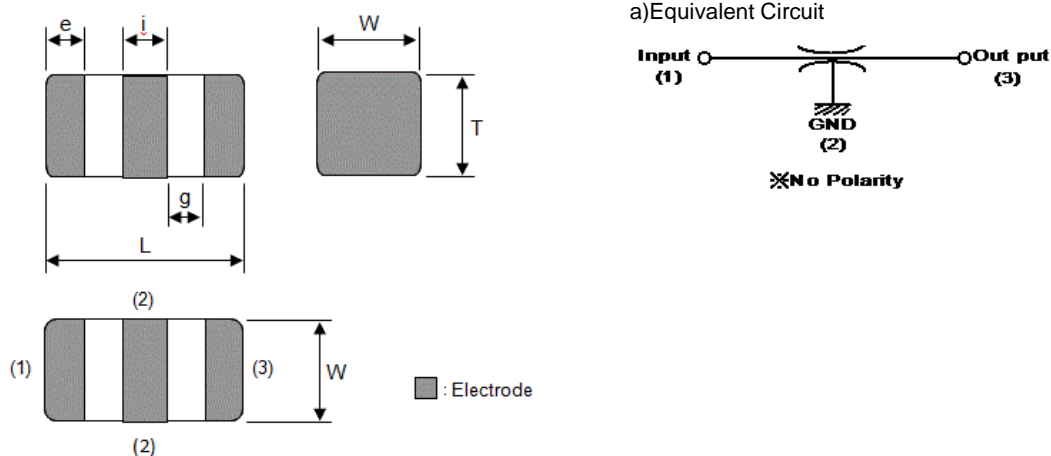 e
i
W
T
g
L
(2)
(1)
(3)
W
: Electrode
(2)
a)Equivalent Circuit
Input
(1)
Out put
(3)
GND
(2)
※No Polarity